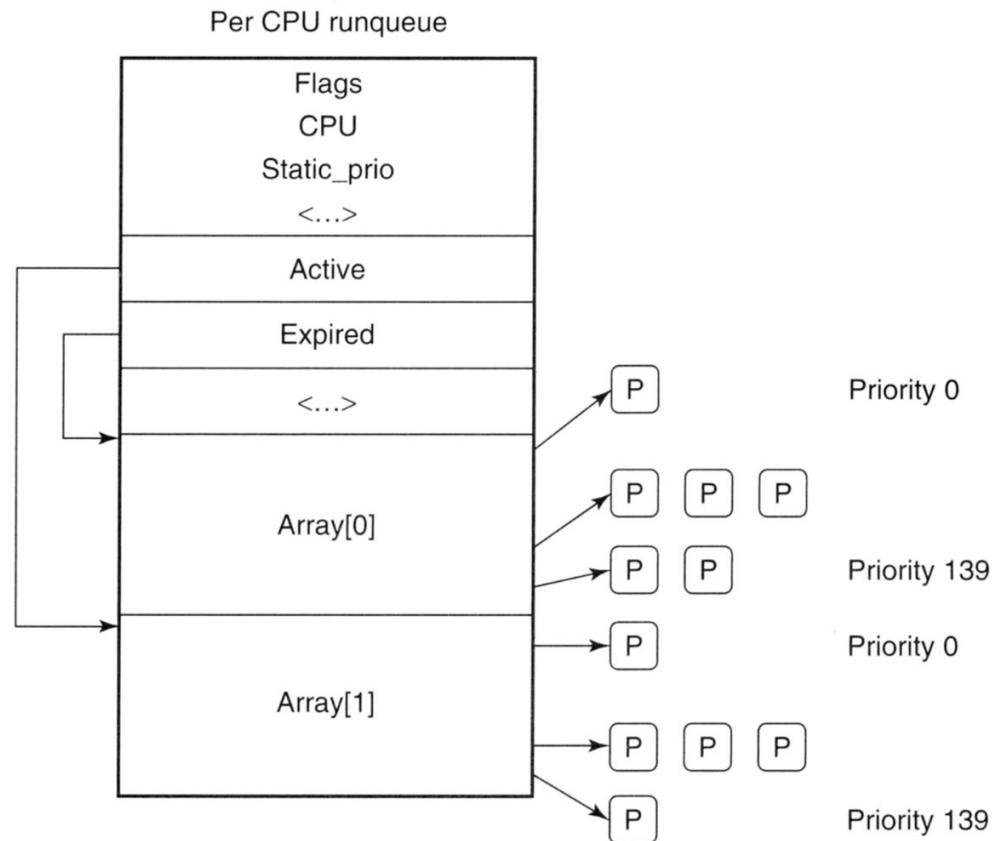 Per CPU runqueue
Flags
CPU
Static_prio
<...>
Active
Expired
<...>
P Priority 0
Array[0]
P P P
P P Priority 139
P Priority 0
Array[1]
P P P
P Priority 139